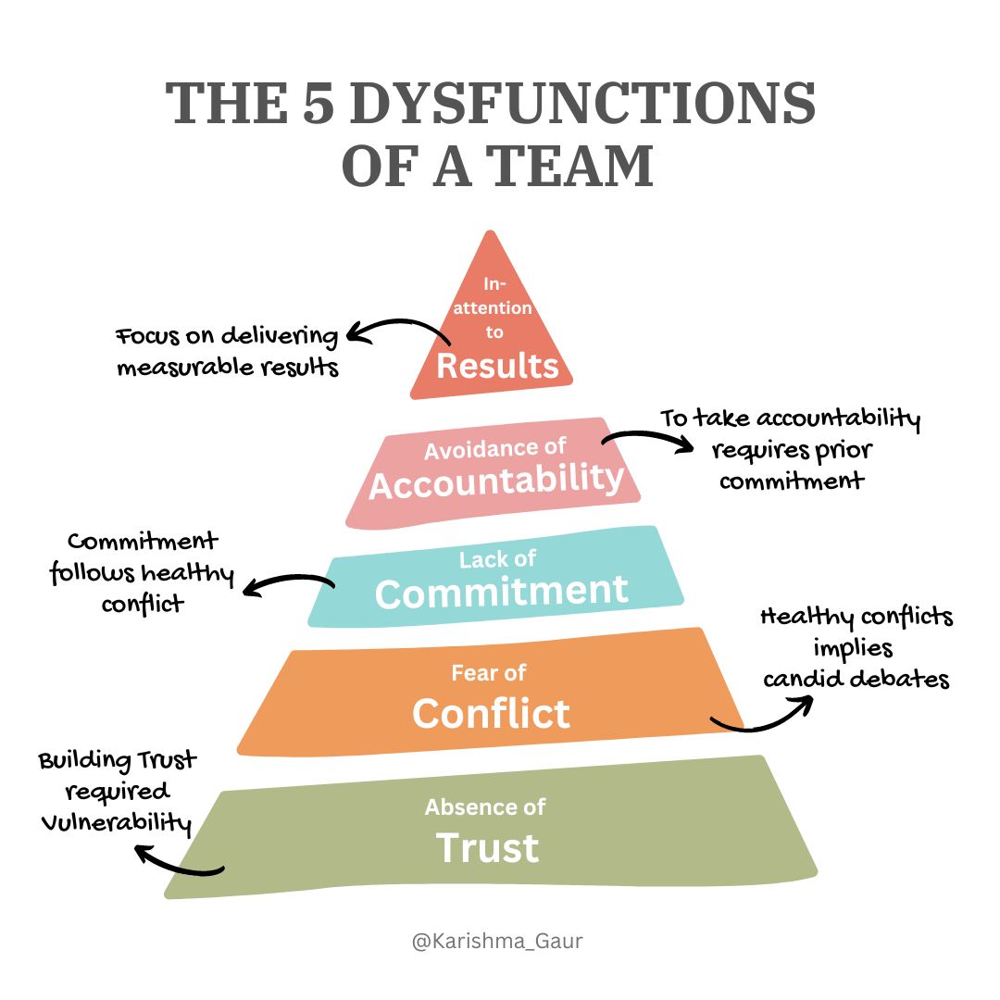 THE 5 DYSFUNCTIONS
OF A TEAM
In-
attention
to
Results
Focus on delivering
measurable results
Avoidance of
Accountability
To take accountability
requires prior
commitment
Lack of
Commitment
Commitment
follows healthy
conflict
Fear of
Conflict
Healthy conflicts
implies
candid debates
Absence of
Trust
Building Trust
required
Vulnerability
@Karishma_Gaur